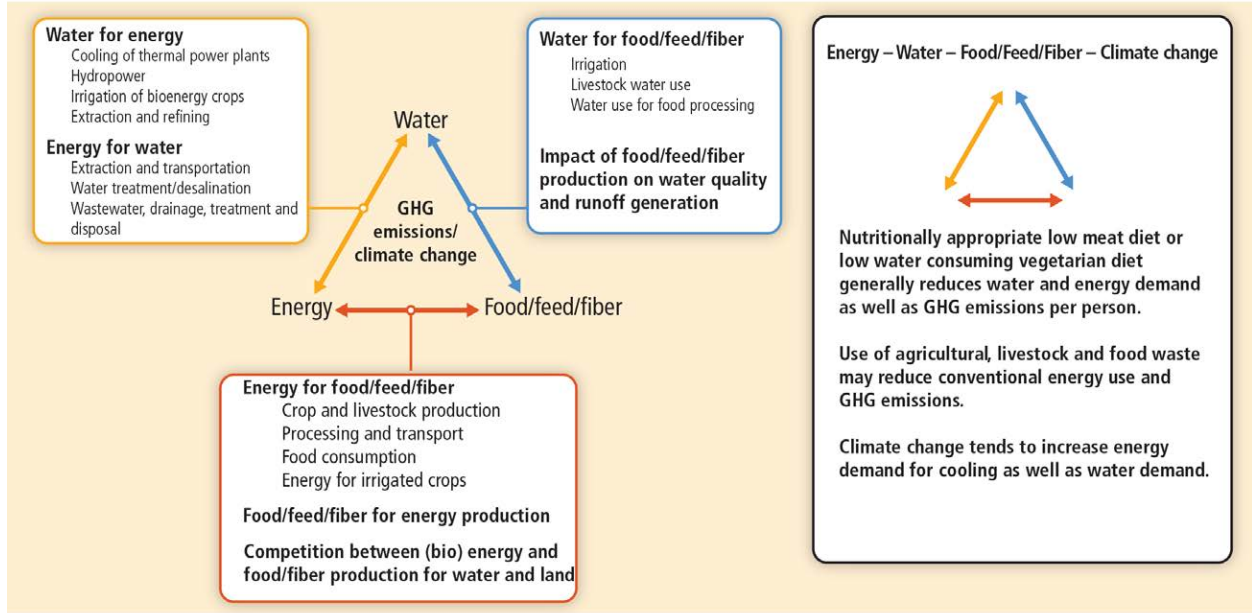 Water for energy
Cooling of thermal power plants
Hydropower
Irrigation of bioenergy crops
Extraction and refining
Energy for water
Extraction and transportation
Water treatment/desalination
Wastewater, drainage, treatment and
disposal
Water for food/feed/fiber
Irrigation
Livestock water use
Water use for food processing
Impact of food/feed/fiber
production on water quality
and runoff generation
Water
GHG
emissions/
climate change
Energy
Food/feed/fiber
Energy for food/feed/fiber
Crop and livestock production
Processing and transport
Food consumption
Energy for irrigated crops
Food/feed/fiber for energy production
Competition between (bio) energy and
food/fiber production for water and land
Energy – Water – Food/Feed/Fiber – Climate change
Nutritionally appropriate low meat diet or
low water consuming vegetarian diet
generally reduces water and energy demand
as well as GHG emissions per person.
Use of agricultural, livestock and food waste
may reduce conventional energy use and
GHG emissions.
Climate change tends to increase energy
demand for cooling as well as water demand.